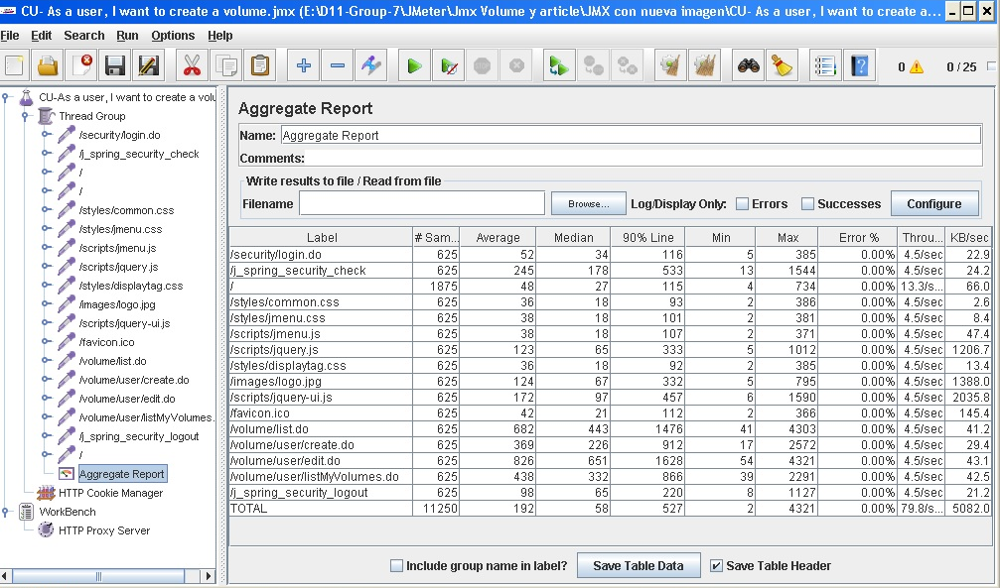 CU- As a user, I want to create a volume.jmx (E:\D11-Group-7\JMeter\Jmx Volume y article\JMX con nueva imagen\CU- As a user, I want to create a...
File Edit Search Run Options Help
0 0 / 25
CU-As a user, I want to create a volu
Thread Group
/security/login.do
/j_spring_security_check
/
/
/styles/common.css
/styles/jmenu.css
/scripts/jmenu.js
/scripts/jquery.js
/styles/displaytag.css
/images/logo.jpg
/scripts/jquery-ui.js
/favicon.ico
/volume/list.do
/volume/user/create.do
/volume/user/edit.do
/volume/user/listMyVolumes.
/j_spring_security_logout
/
Aggregate Report
HTTP Cookie Manager
WorkBench
HTTP Proxy Server
Aggregate Report
Name: Aggregate Report
Comments:
Write results to file / Read from file
Filename Browse... Log/Display Only: Errors Successes Configure
Label # Sam... Average Median 90% Line Min Max Error % Throu... KB/sec
/security/login.do 625 52 34 116 5 385 0.00% 4.5/sec 22.9
/j_spring_security_check 625 245 178 533 13 1544 0.00% 4.5/sec 24.2
/ 1875 48 27 115 4 734 0.00% 13.3/s... 66.0
/styles/common.css 625 36 18 93 2 386 0.00% 4.5/sec 2.6
/styles/jmenu.css 625 38 18 101 2 381 0.00% 4.5/sec 8.4
/scripts/jmenu.js 625 38 18 107 2 371 0.00% 4.5/sec 47.4
/scripts/jquery.js 625 123 65 333 5 1012 0.00% 4.5/sec 1206.7
/styles/displaytag.css 625 36 18 92 2 385 0.00% 4.5/sec 13.4
/images/logo.jpg 625 124 67 332 5 795 0.00% 4.5/sec 1388.0
/scripts/jquery-ui.js 625 172 97 457 6 1590 0.00% 4.5/sec 2035.8
/favicon.ico 625 42 21 112 2 366 0.00% 4.5/sec 145.4
/volume/list.do 625 682 443 1476 41 4303 0.00% 4.5/sec 41.2
/volume/user/create.do 625 369 226 912 17 2572 0.00% 4.5/sec 29.4
/volume/user/edit.do 625 826 651 1628 54 4321 0.00% 4.5/sec 43.1
/volume/user/listMyVolumes.do 625 438 332 866 39 2291 0.00% 4.5/sec 42.5
/j_spring_security_logout 625 98 65 220 8 1127 0.00% 4.5/sec 21.2
TOTAL 11250 192 58 527 2 4321 0.00% 79.8/s... 5082.0
Include group name in label? Save Table Data Save Table Header